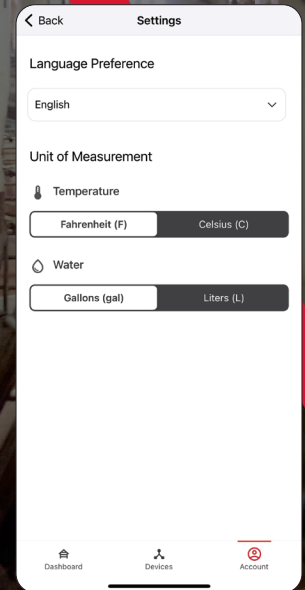 Back
Settings
Language Preference
English
Unit of Measurement
Temperature
Fahrenheit (F)
Celsius (C)
Water
Gallons (gal)
Liters (L)
Dashboard
Devices
Account